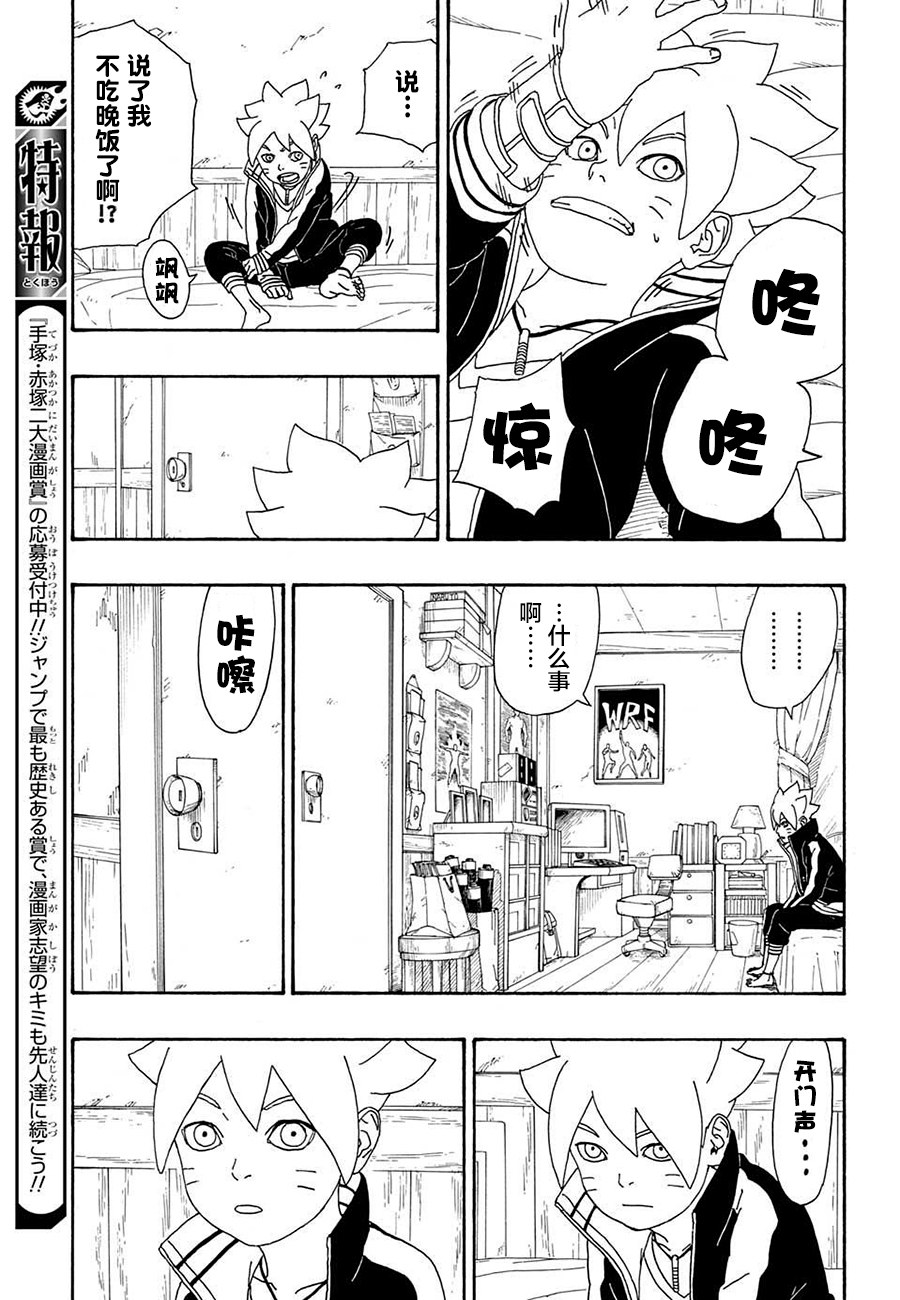 咚
咚
惊
说…
说了我
不吃晚饭了啊!?
飒
飒
………
………
…什么事
啊……
NARUTO
WRF
咔嚓
开门声…
特報
とくほう
『手塚・赤塚二大漫画賞』の応募受付中!!ジャンプで最も歴史ある賞で、漫画家志望のキミも先人達に続こう!!